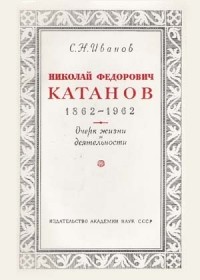 С. Н. Иванов
НИКОЛАЙ ФЕДОРОВИЧ
КАТАНОВ
1862–1962
Очерк жизни
и
деятельности
ИЗДАТЕЛЬСТВО АКАДЕМИИ НАУК СССР